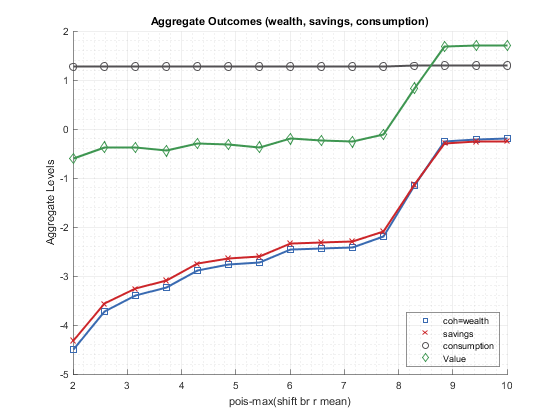 Aggregate Outcomes (wealth, savings, consumption)
2
1
0
-1
-2
-3
-4
-5
Aggregate Levels
2
3
4
5
6
7
8
9
10
pois-max(shift br r mean)
coh=wealth
savings
consumption
Value